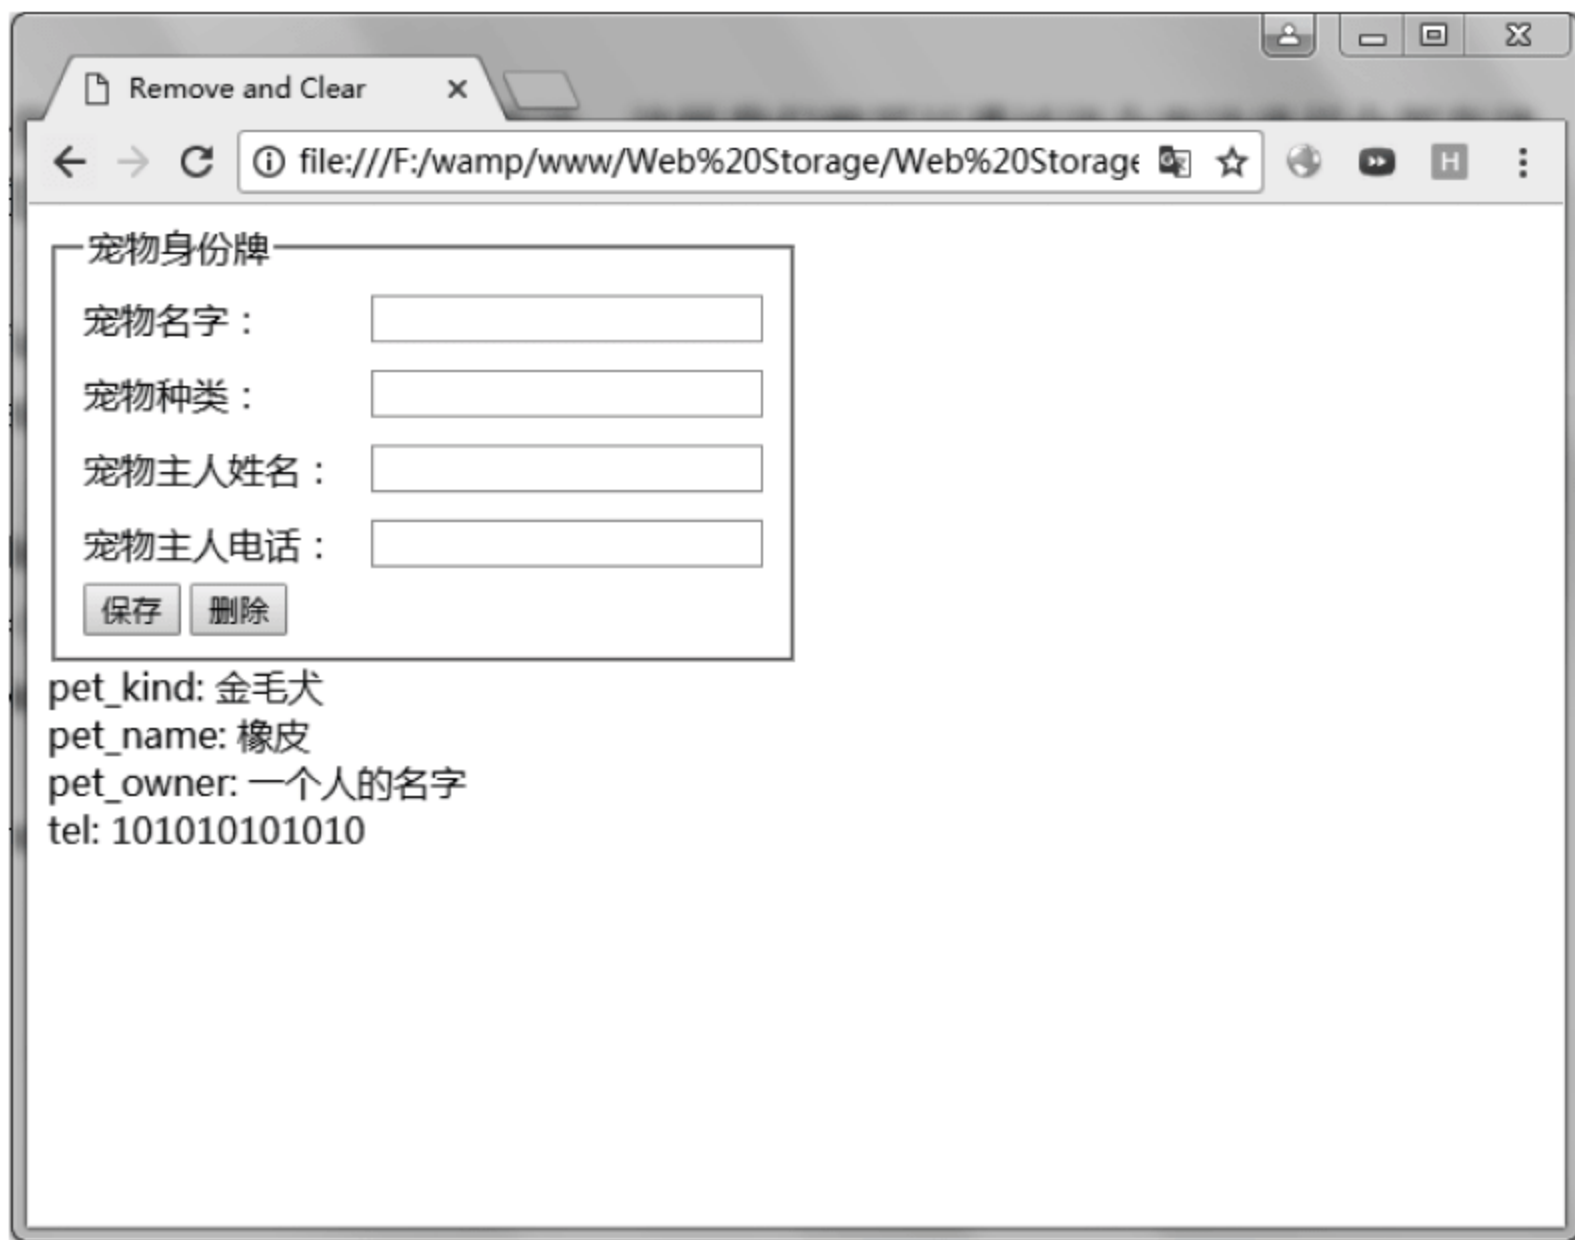 Remove and Clear
file:///F:/wamp/www/Web%20Storage/Web%20Storage
H
宠物身份牌
宠物名字：
宠物种类：
宠物主人姓名：
宠物主人电话：
保存 删除
pet_kind: 金毛犬
pet_name: 橡皮
pet_owner: 一个人的名字
tel: 101010101010